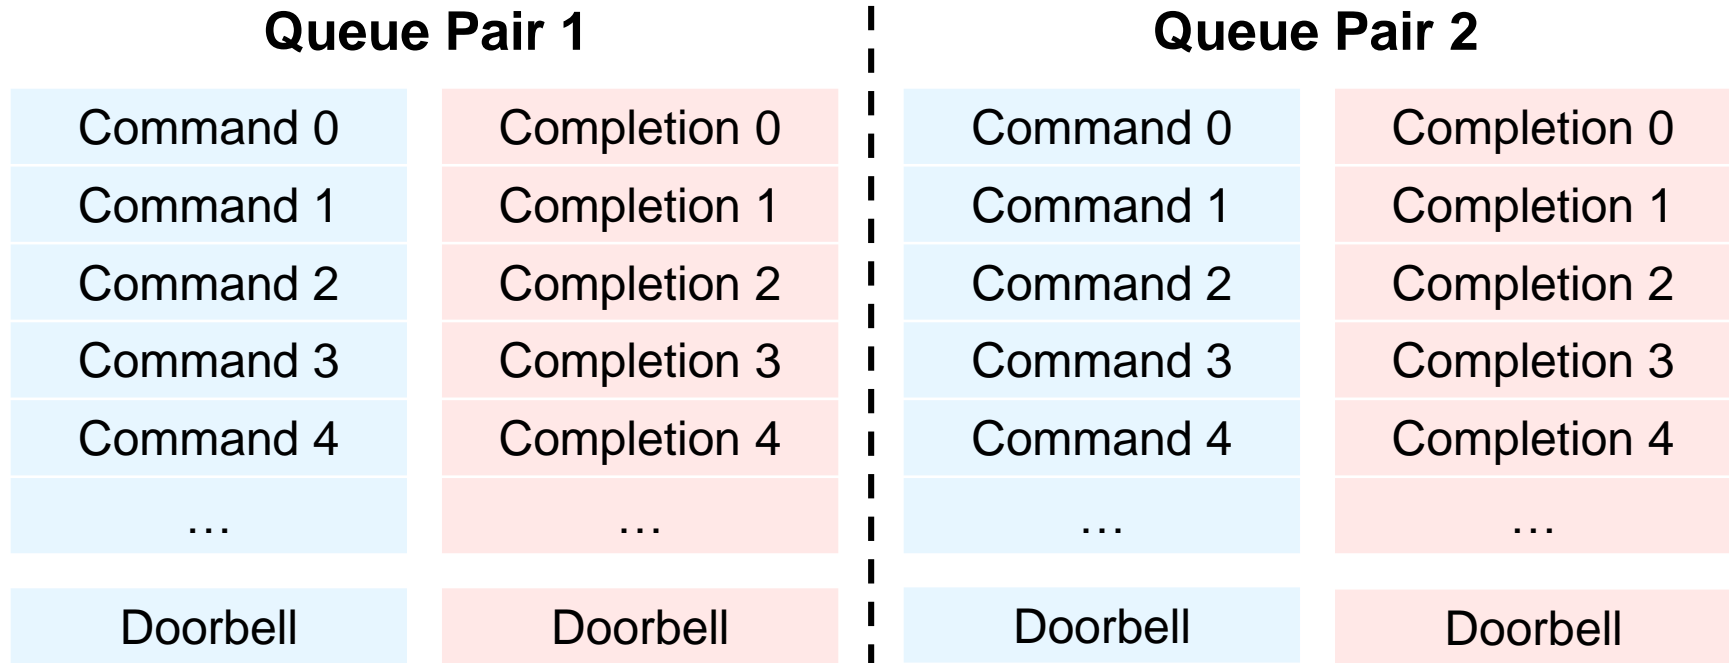 Queue Pair 1
Command 0
Command 1
Command 2
Command 3
Command 4
…
Doorbell
Completion 0
Completion 1
Completion 2
Completion 3
Completion 4
…
Doorbell
Queue Pair 2
Command 0
Command 1
Command 2
Command 3
Command 4
…
Doorbell
Completion 0
Completion 1
Completion 2
Completion 3
Completion 4
…
Doorbell